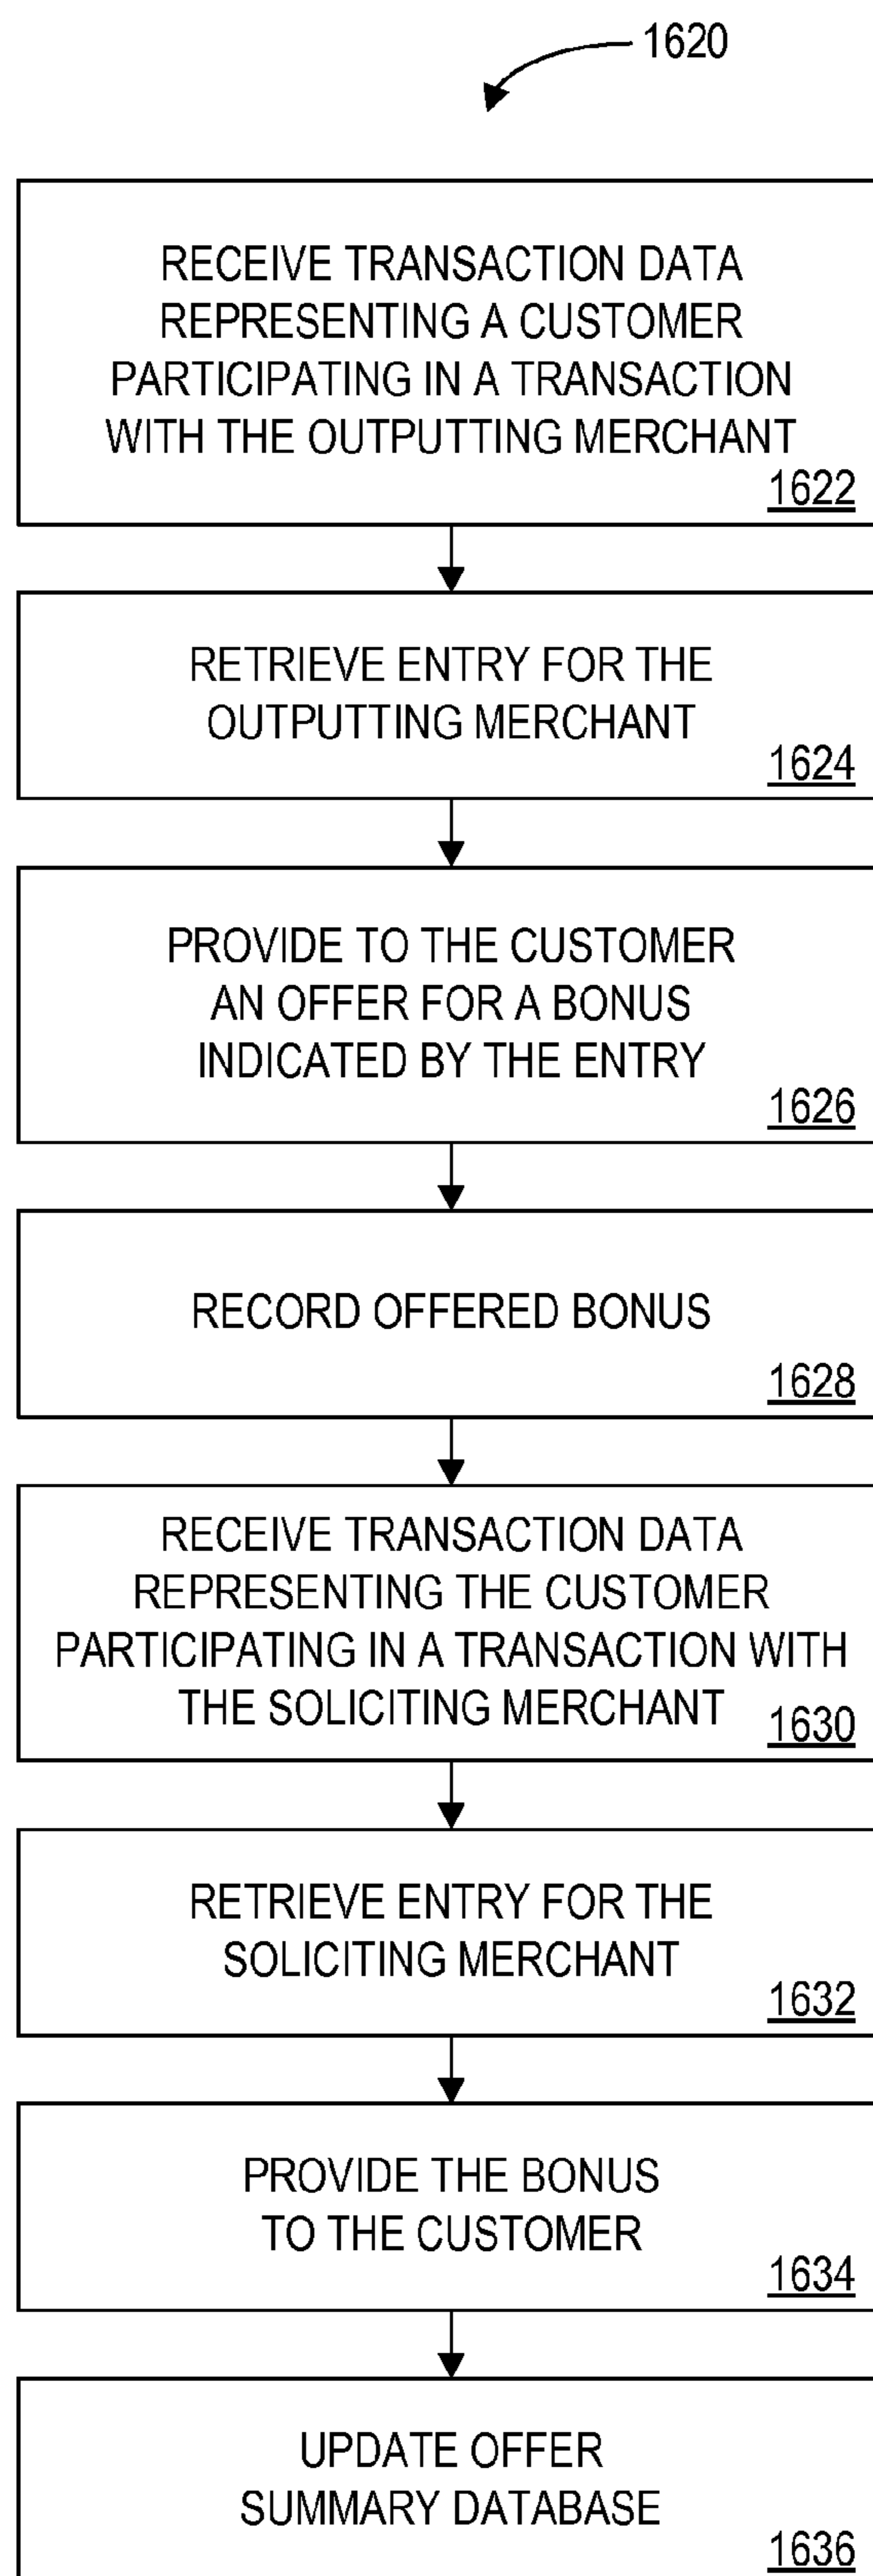 1620
RECEIVE TRANSACTION DATA
REPRESENTING A CUSTOMER
PARTICIPATING IN A TRANSACTION
WITH THE OUTPUTTING MERCHANT
1622
RETRIEVE ENTRY FOR THE
OUTPUTTING MERCHANT
1624
PROVIDE TO THE CUSTOMER
AN OFFER FOR A BONUS
INDICATED BY THE ENTRY
1626
RECORD OFFERED BONUS
1628
RECEIVE TRANSACTION DATA
REPRESENTING THE CUSTOMER
PARTICIPATING IN A TRANSACTION WITH
THE SOLICITING MERCHANT
1630
RETRIEVE ENTRY FOR THE
SOLICITING MERCHANT
1632
PROVIDE THE BONUS
TO THE CUSTOMER
1634
UPDATE OFFER
SUMMARY DATABASE
1636